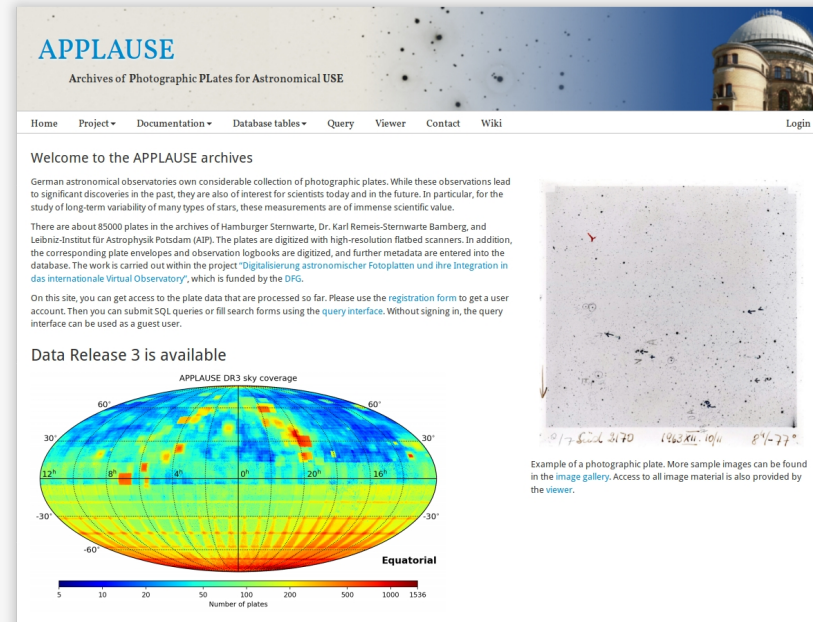 APPLAUSE
Archives of Photographic PLates for Astronomical USE
Home Project Documentation Database tables Query Viewer Contact Wiki Login
Welcome to the APPLAUSE archives
German astronomical observatories own considerable collection of photographic plates. While these observations lead
to significant discoveries in the past, they are also of interest for scientists today and in the future. In particular, for the
study of long-term variability of many types of stars, these measurements are of immense scientific value.
There are about 85000 plates in the archives of Hamburger Sternwarte, Dr. Karl Remeis-Sternwarte Bamberg, and
Leibniz-Institut für Astrophysik Potsdam (AIP). The plates are digitized with high-resolution flatbed scanners. In addition,
the corresponding plate envelopes and observation logbooks are digitized, and further metadata are entered into the
database. The work is carried out within the project "Digitalisierung astronomischer Fotoplatten und ihre Integration in
das internationale Virtual Observatory", which is funded by the DFG.
On this site, you can get access to the plate data that are processed so far. Please use the registration form to get a user
account. Then you can submit SQL queries or fill search forms using the query interface. Without signing in, the query
interface can be used as a guest user.
Data Release 3 is available
APPLAUSE DR3 sky coverage
60° 60°
30° 30°
12h 8h 4h 0h 20h 16h
-30° -30°
-60°
Equatorial
5 10 20 50 100 200 500 1000 1536
Number of plates
3170 1963 XII. 10/11 8h -77°
Example of a photographic plate. More sample images can be found
in the image gallery. Access to all image material is also provided by
the viewer.